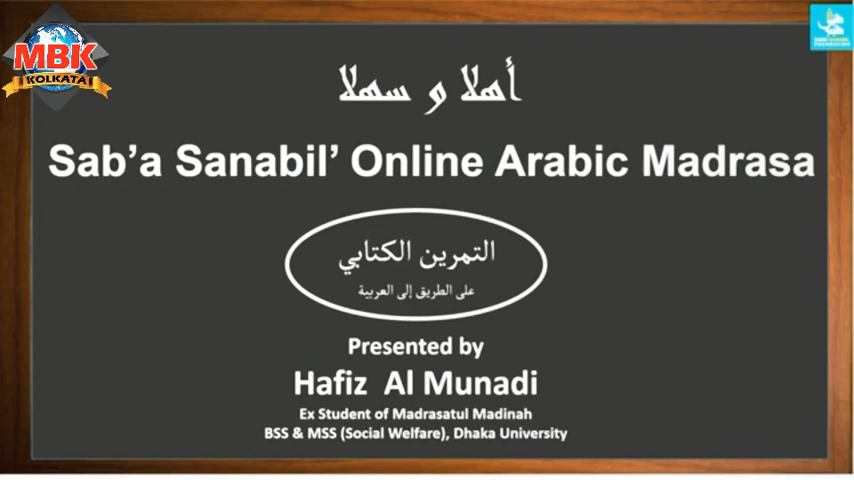 MBK
KOLKATA
أهلا و سهلا
Sab’a Sanabil’ Online Arabic Madrasa
التمرين الكتابي
على الطريق إلى العربية
Presented by
Hafiz Al Munadi
Ex Student of Madrasatul Madinah
BSS & MSS (Social Welfare), Dhaka University
FOUNDATION